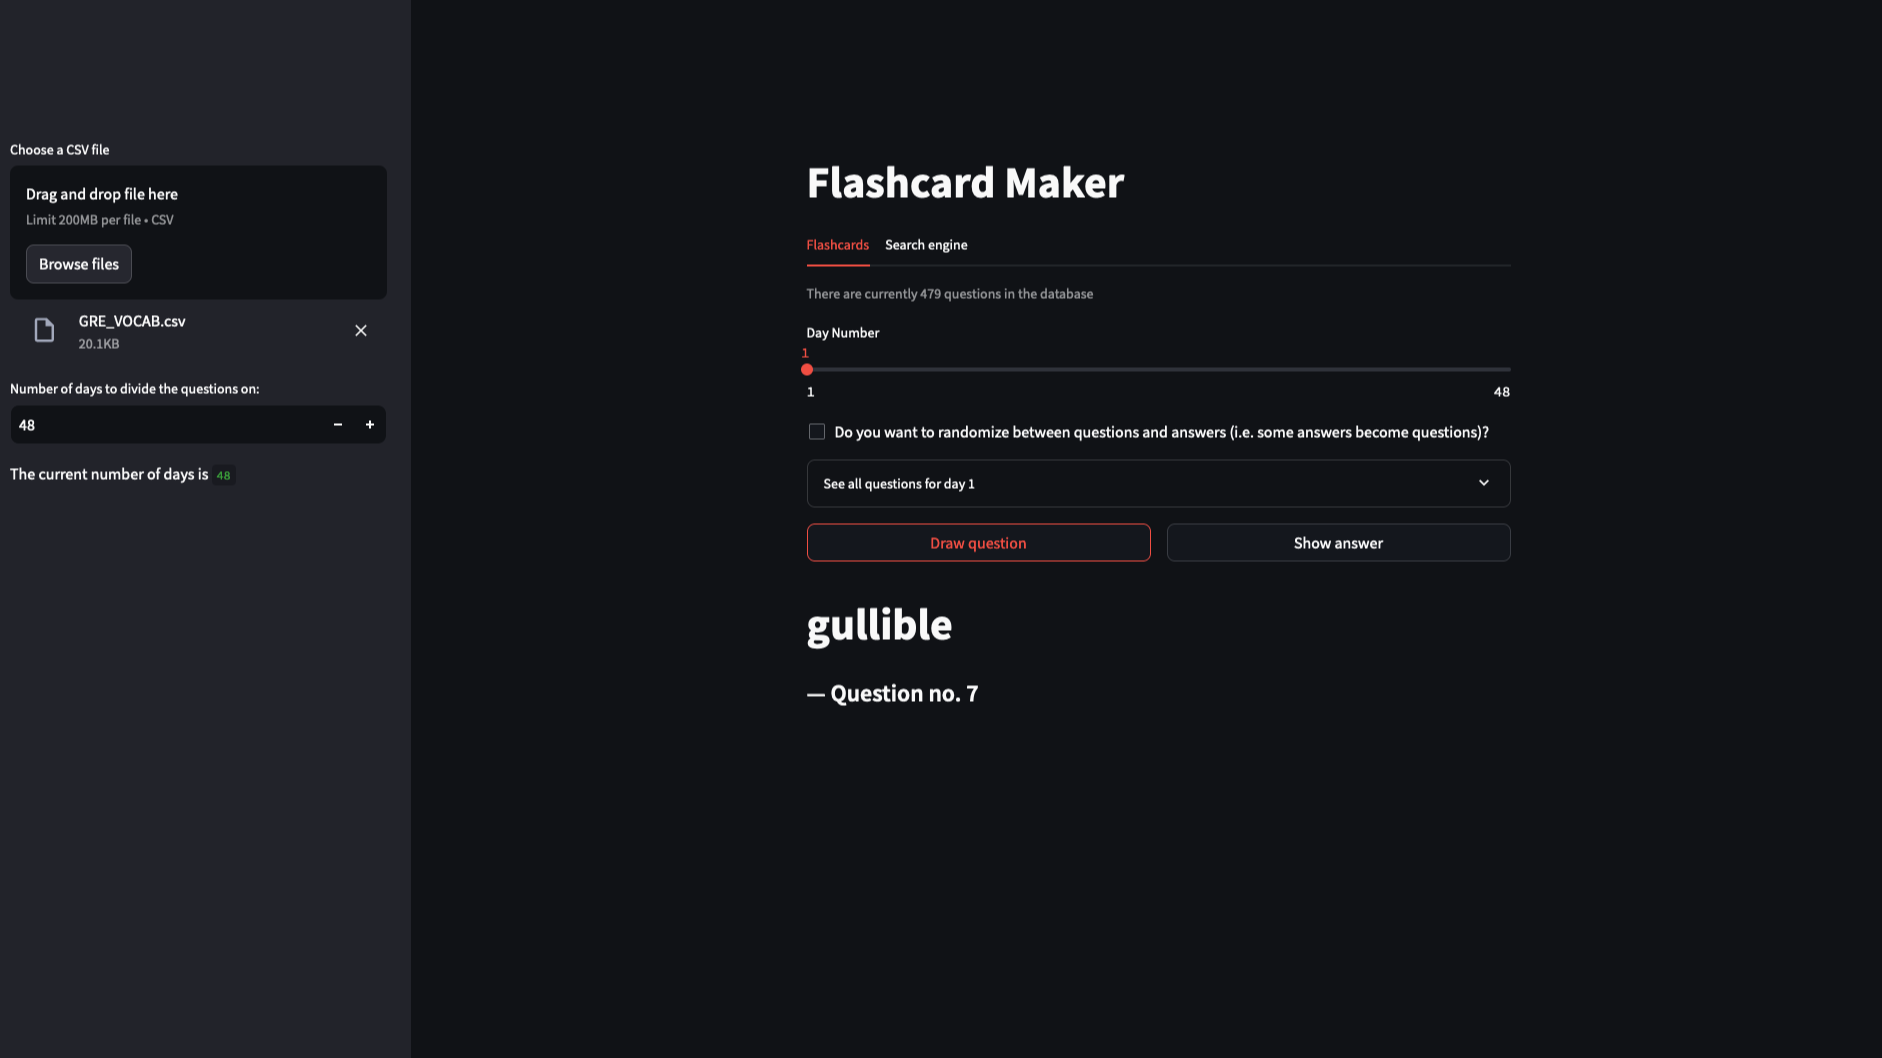 Choose a CSV file
Drag and drop file here
Limit 200MB per file • CSV
Browse files
GRE_VOCAB.csv
20.1KB
Number of days to divide the questions on:
48
The current number of days is 48
Flashcard Maker
Flashcards Search engine
There are currently 479 questions in the database
Day Number
1
1 48
Do you want to randomize between questions and answers (i.e. some answers become questions)?
See all questions for day 1
Draw question Show answer
gullible
— Question no. 7